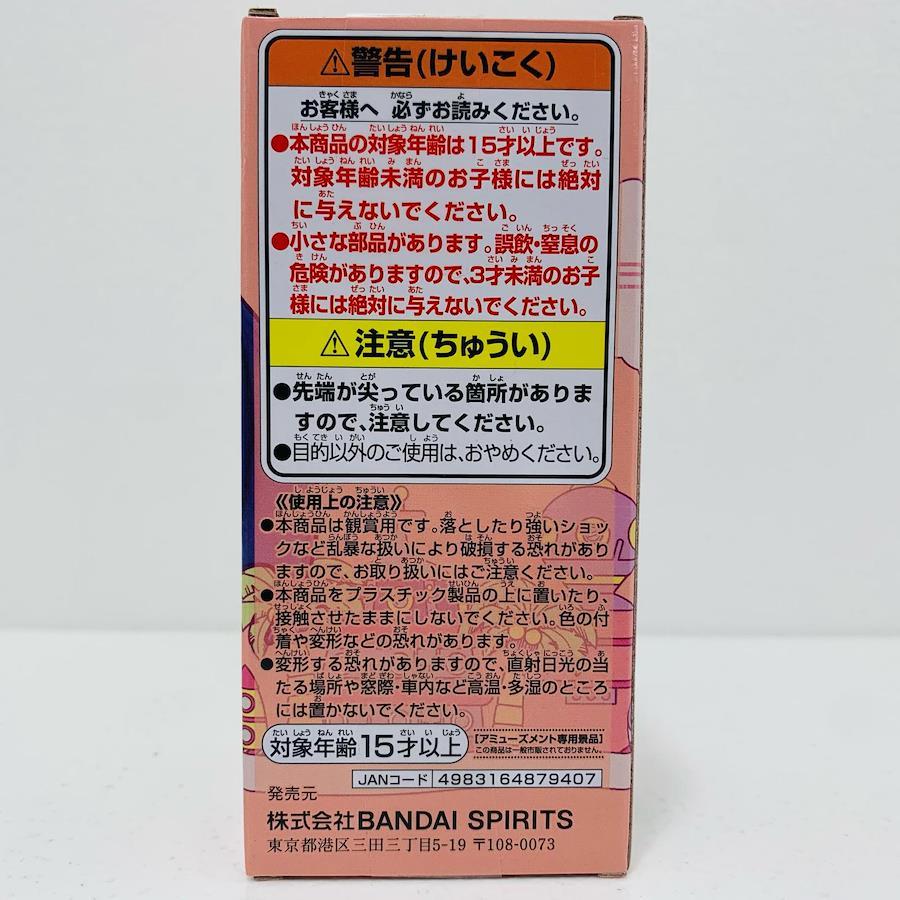 ⚠警告(けいこく)
お客様へ 必ずお読みください。
●本商品の対象年齢は15才以上です。
対象年齢未満のお子様には絶対
に与えないでください。
●小さな部品があります。誤飲・窒息の
危険がありますので、3才未満のお子
様には絶対に与えないでください。
⚠注意(ちゅうい)
●先端が尖っている箇所がありま
すので、注意してください。
●目的以外のご使用は、おやめください。
《使用上の注意》
●本商品は観賞用です。落としたり強いショッ
クなど乱暴な扱いにより破損する恐れがあり
ますので、お取り扱いにはご注意ください。
●本商品をプラスチック製品の上に置いたり、
接触させたままにしないでください。色の付
着や変形などの恐れがあります。
●変形する恐れがありますので、直射日光の当
たる場所や窓際・車内など高温・多湿のところ
には置かないでください。
対象年齢15才以上
[アミューズメント専用景品]
この商品は一般市販されておりません。
JANコード 4983164879407
発売元
株式会社BANDAI SPIRITS
東京都港区三田三丁目5-19 〒108-0073